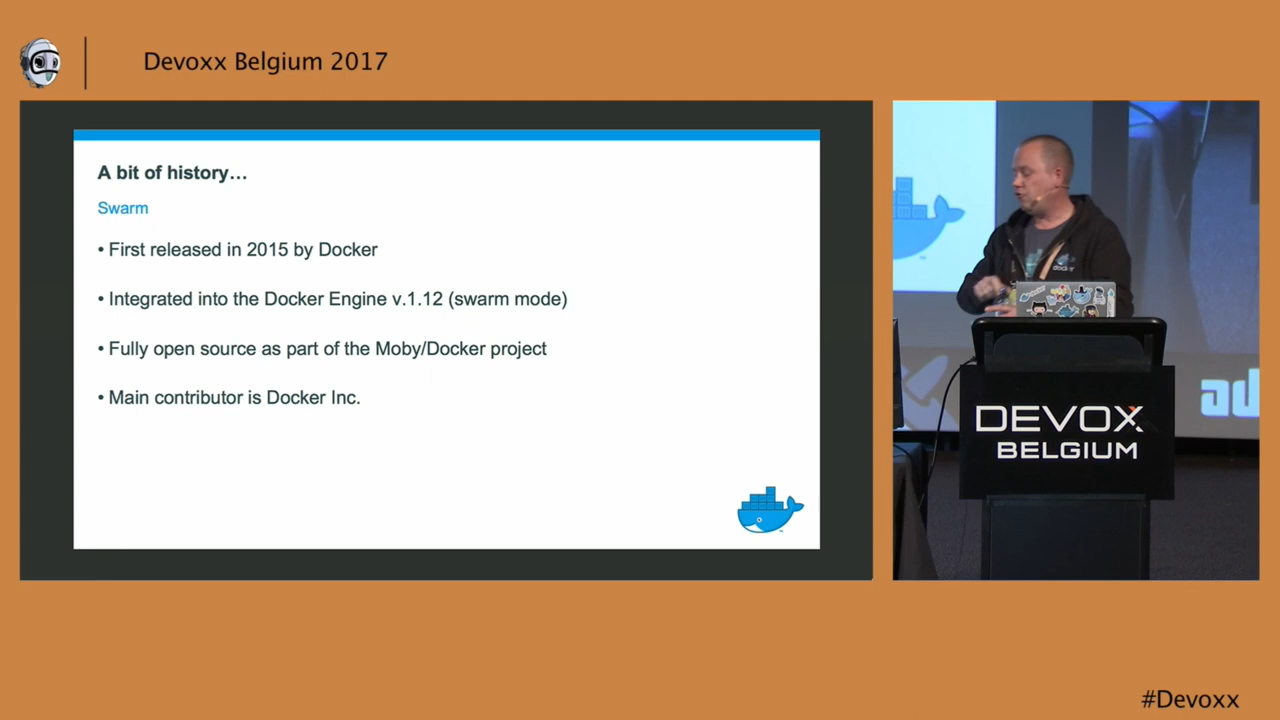 Devoxx Belgium 2017
A bit of history…
Swarm
• First released in 2015 by Docker
• Integrated into the Docker Engine v.1.12 (swarm mode)
• Fully open source as part of the Moby/Docker project
• Main contributor is Docker Inc.
docker
ad
DEVOXX
BELGIUM
#Devoxx